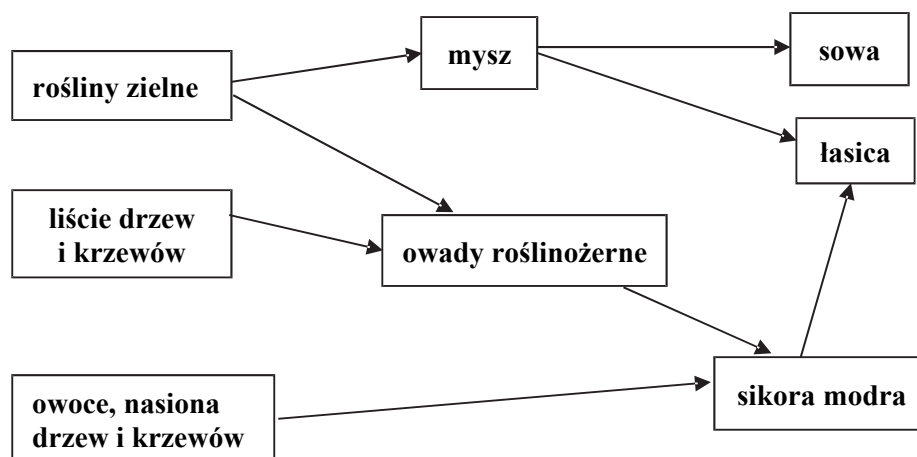 mysz
sowa
rośliny zielne
łasica
liście drzew
i krzewów
owady roślinożerne
sikora modra
owoce, nasiona
drzew i krzewów